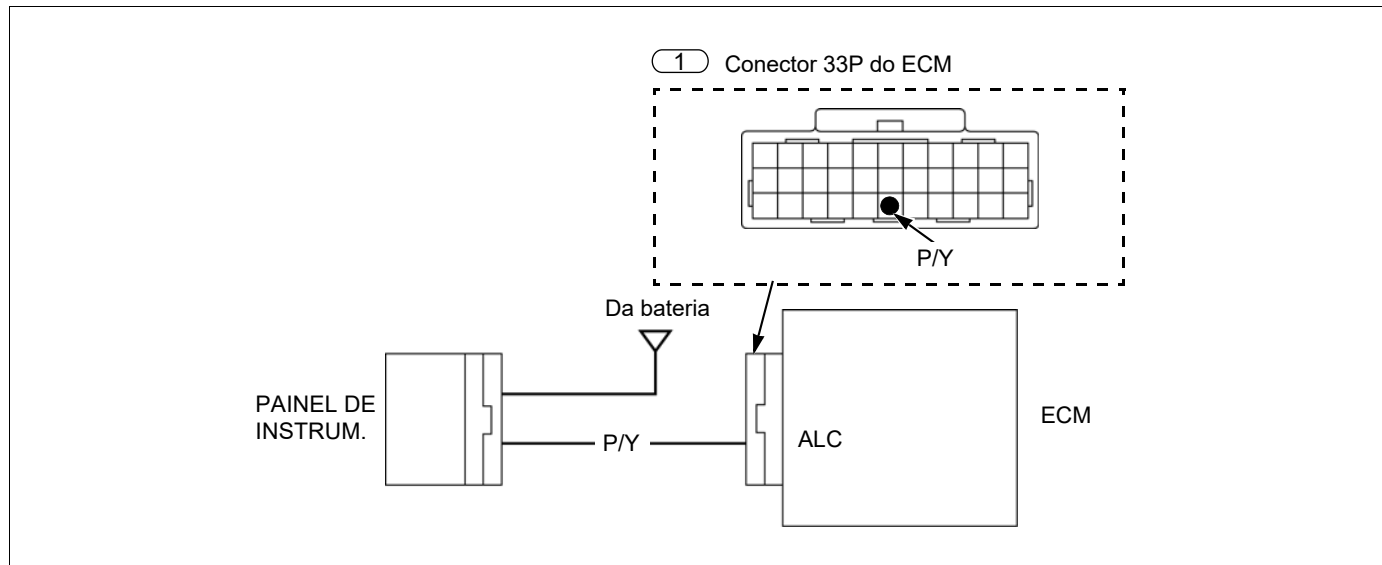 1 Conector 33P do ECM
P/Y
Da bateria
PAINEL DE
INSTRUM.
P/Y
ALC
ECM